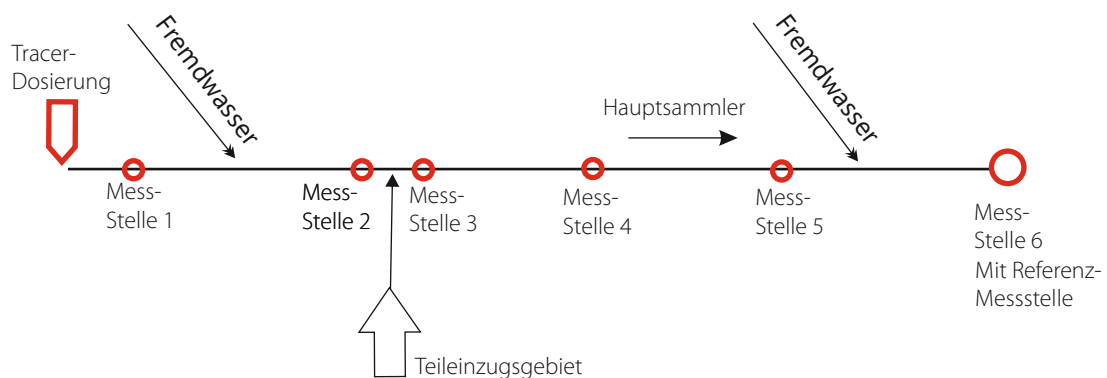 Tracer-
Dosierung
Fremdwasser
Hauptsammler
Fremdwasser
Mess-
Stelle 1
Mess-
Stelle 2
Mess-
Stelle 3
Mess-
Stelle 4
Mess-
Stelle 5
Mess-
Stelle 6
Mit Referenz-
Messstelle
Teileinzugsgebiet